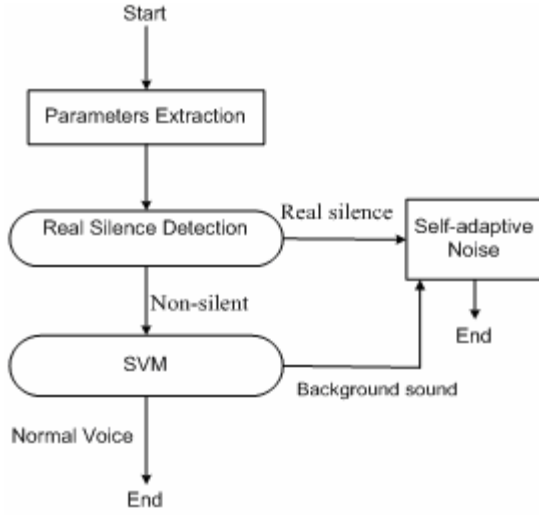 Start
Parameters Extraction
Real Silence Detection
Real silence
Self-adaptive
Noise
Non-silent
End
SVM
Background sound
Normal Voice
End